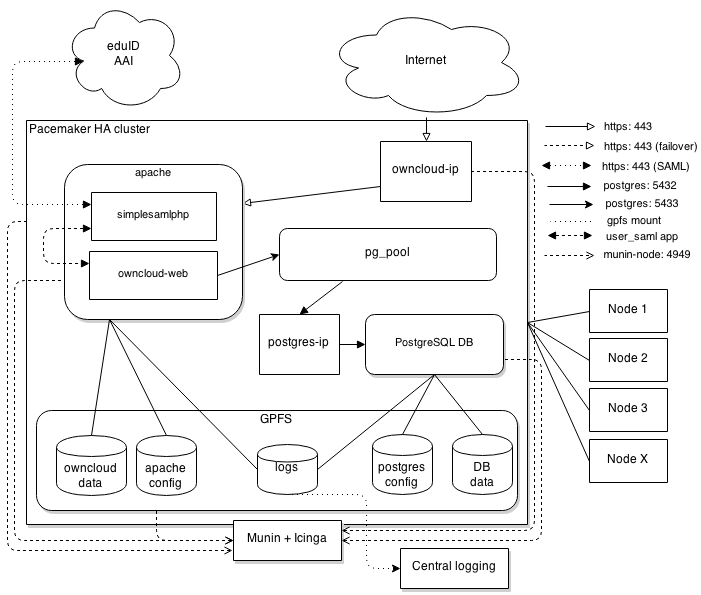 eduID
AAI
Internet
Pacemaker HA cluster
apache
simplesamlphp
owncloud-web
owncloud-ip
pg_pool
postgres-ip
PostgreSQL DB
GPFS
owncloud
data
apache
config
logs
postgres
config
DB
data
Munin + Icinga
Central logging
https: 443
https: 443 (failover)
https: 443 (SAML)
postgres: 5432
postgres: 5433
gpfs mount
user_saml app
munin-node: 4949
Node 1
Node 2
Node 3
Node X